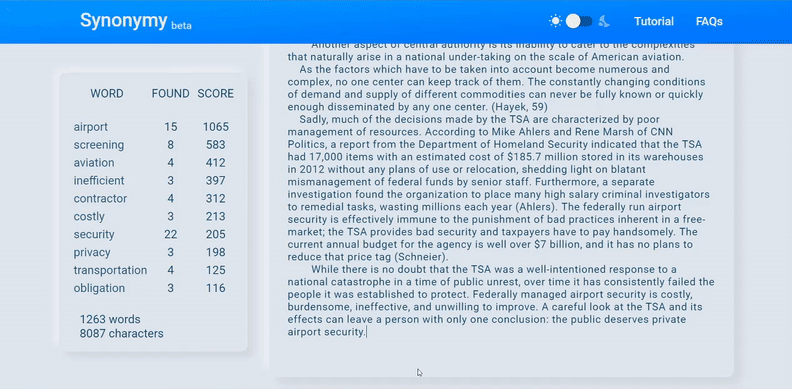 Synonymy beta
Tutorial FAQs
WORD FOUND SCORE
airport 15 1065
screening 8 583
aviation 4 412
inefficient 3 397
contractor 4 312
costly 3 213
security 22 205
privacy 3 198
transportation 4 125
obligation 3 116
1263 words
8087 characters
Another aspect of central authority is its inability to cater to the complexities
that naturally arise in a national under-taking on the scale of American aviation.
As the factors which have to be taken into account become numerous and
complex, no one center can keep track of them. The constantly changing conditions
of demand and supply of different commodities can never be fully known or quickly
enough disseminated by any one center. (Hayek, 59)
Sadly, much of the decisions made by the TSA are characterized by poor
management of resources. According to Mike Ahlers and Rene Marsh of CNN
Politics, a report from the Department of Homeland Security indicated that the TSA
had 17,000 items with an estimated cost of $185.7 million stored in its warehouses
in 2012 without any plans of use or relocation, shedding light on blatant
mismanagement of federal funds by senior staff. Furthermore, a separate
investigation found the organization to place many high salary criminal investigators
to remedial tasks, wasting millions each year (Ahlers). The federally run airport
security is effectively immune to the punishment of bad practices inherent in a free-
market; the TSA provides bad security and taxpayers have to pay handsomely. The
current annual budget for the agency is well over $7 billion, and it has no plans to
reduce that price tag (Schneier).
While there is no doubt that the TSA was a well-intentioned response to a
national catastrophe in a time of public unrest, over time it has consistently failed the
people it was established to protect. Federally managed airport security is costly,
burdensome, ineffective, and unwilling to improve. A careful look at the TSA and its
effects can leave a person with only one conclusion: the public deserves private
airport security.